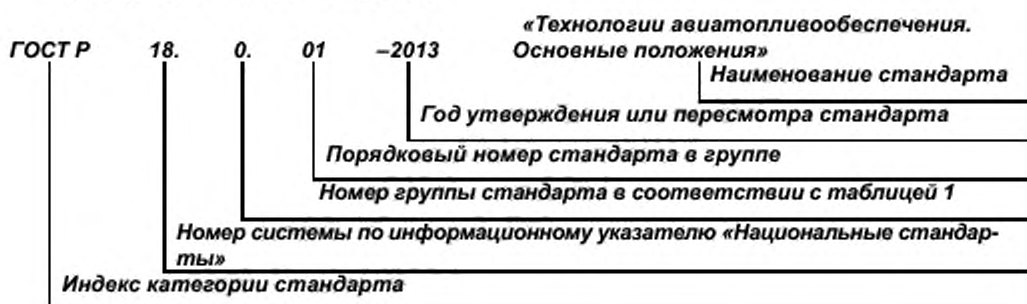 «Технологии авиатопливообеспечения.
ГОСТ Р 18. 0. 01 –2013 Основные положения»
Наименование стандарта
Год утверждения или пересмотра стандарта
Порядковый номер стандарта в группе
Номер группы стандарта в соответствии с таблицей 1
Номер системы по информационному указателю «Национальные стандар-
ты»
Индекс категории стандарта